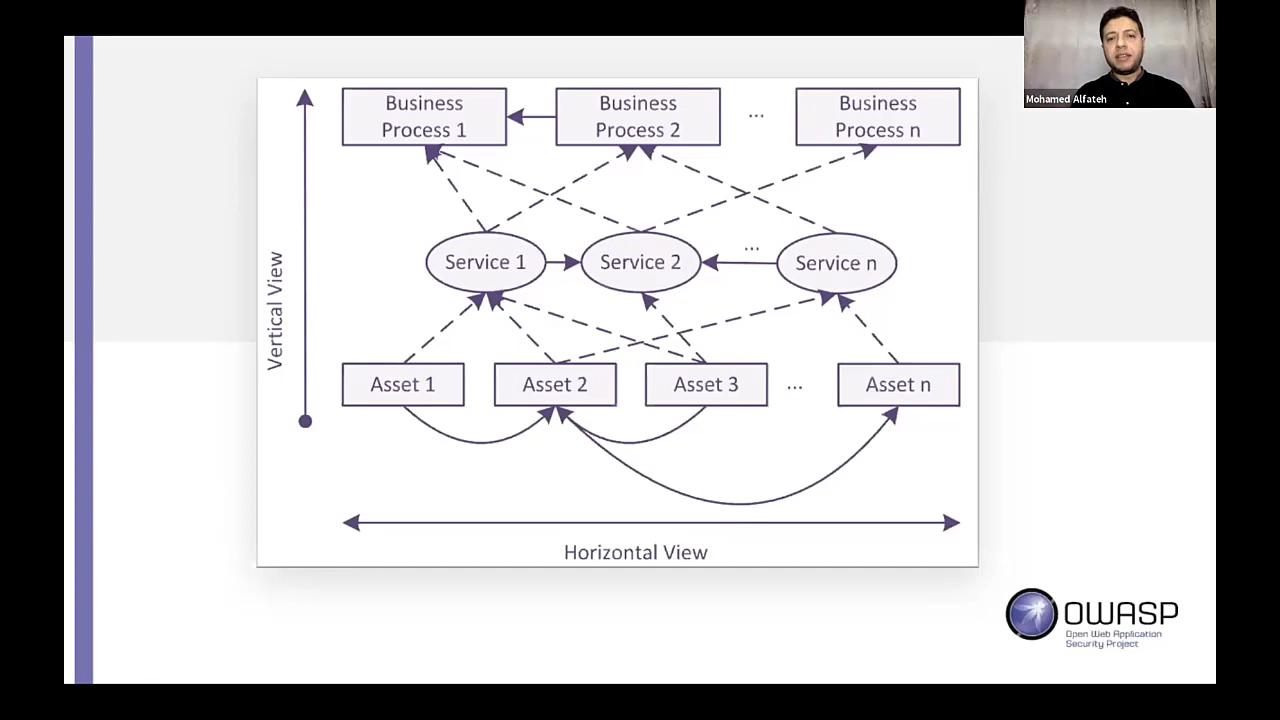 Mohamed Alfateh
Business
Process 1
Business
Process 2
...
Business
Process n
Vertical View
Service 1
Service 2
...
Service n
Asset 1
Asset 2
Asset 3
...
Asset n
Horizontal View
OWASP
Open Web Application
Security Project